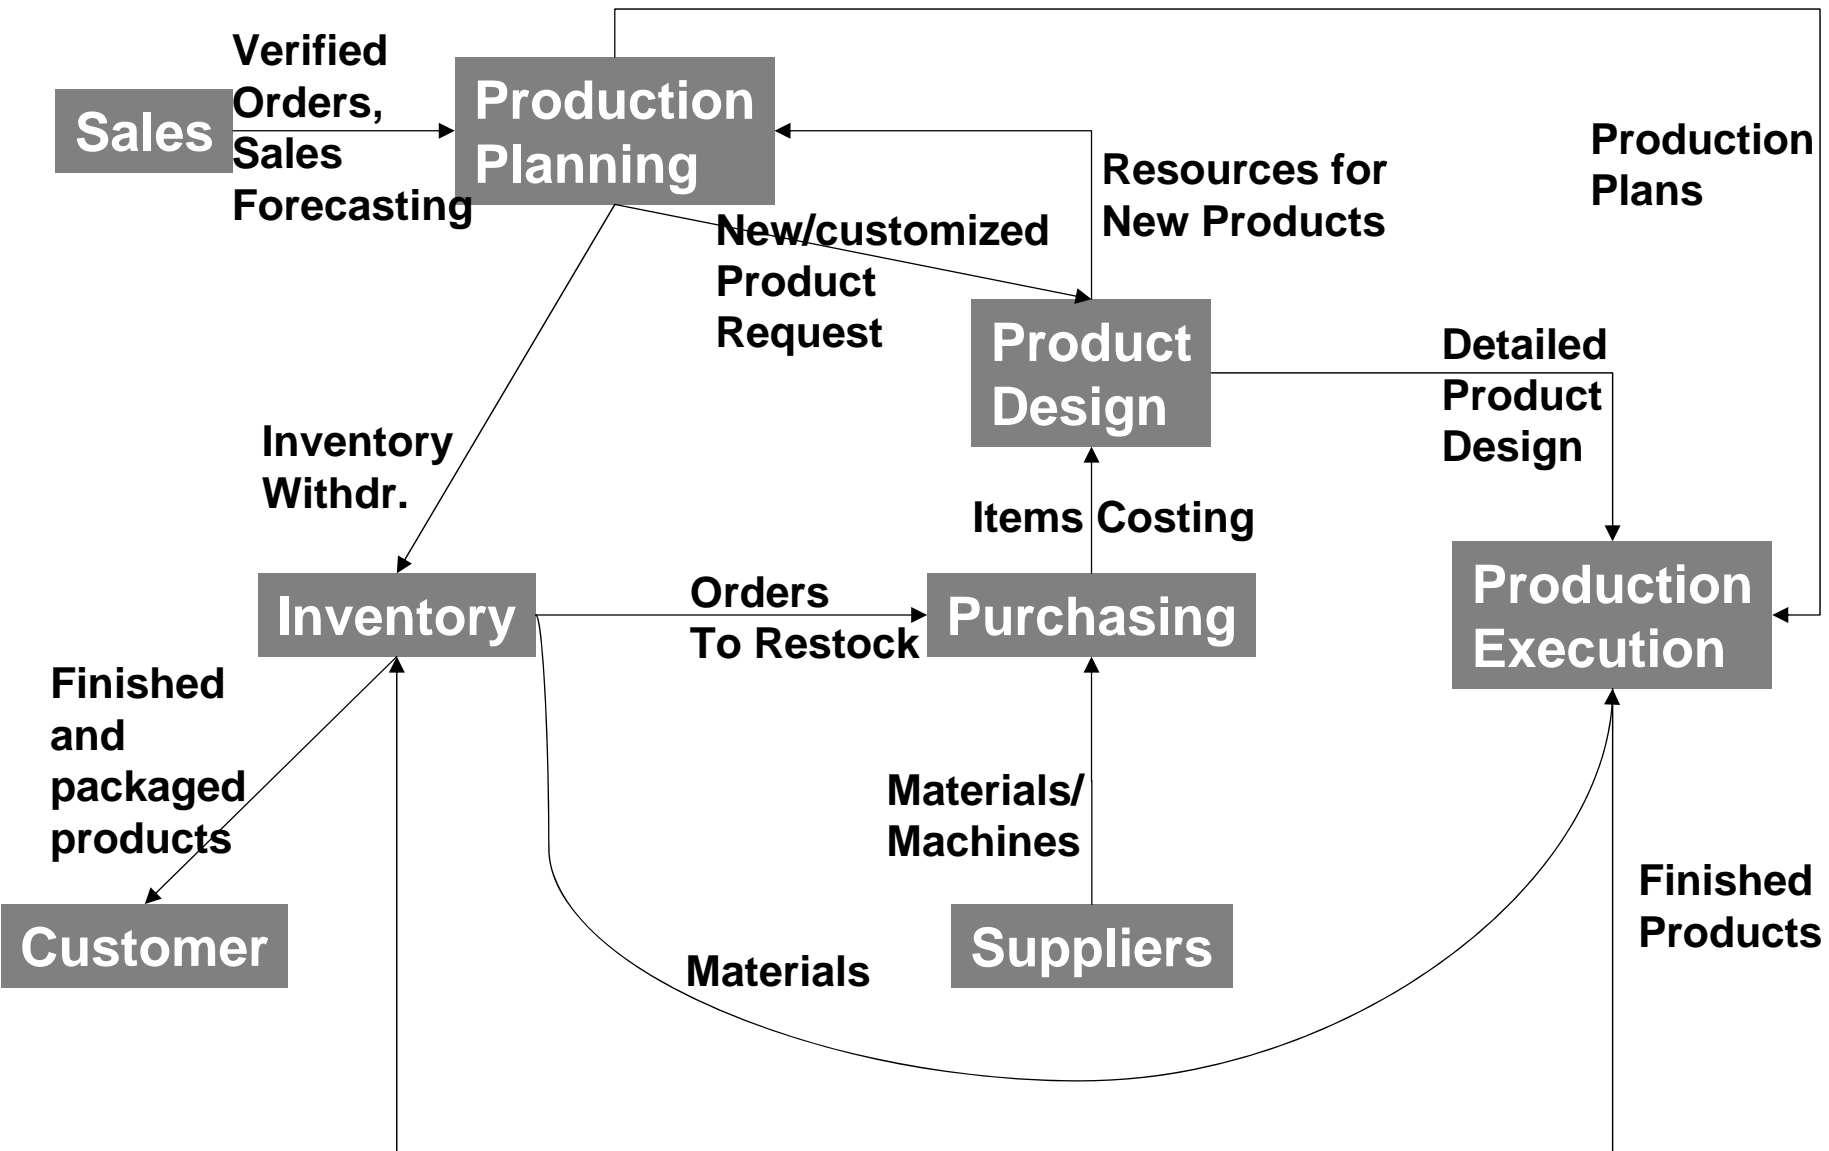 Verified
Orders,
Sales
Forecasting
Sales
Production
Planning
Production
Plans
Resources for
New Products
New/customized
Product
Request
Product
Design
Detailed
Product
Design
Inventory
Withdr.
Items Costing
Inventory
Orders
To Restock
Purchasing
Production
Execution
Finished
and
packaged
products
Materials/
Machines
Finished
Products
Customer
Suppliers
Materials